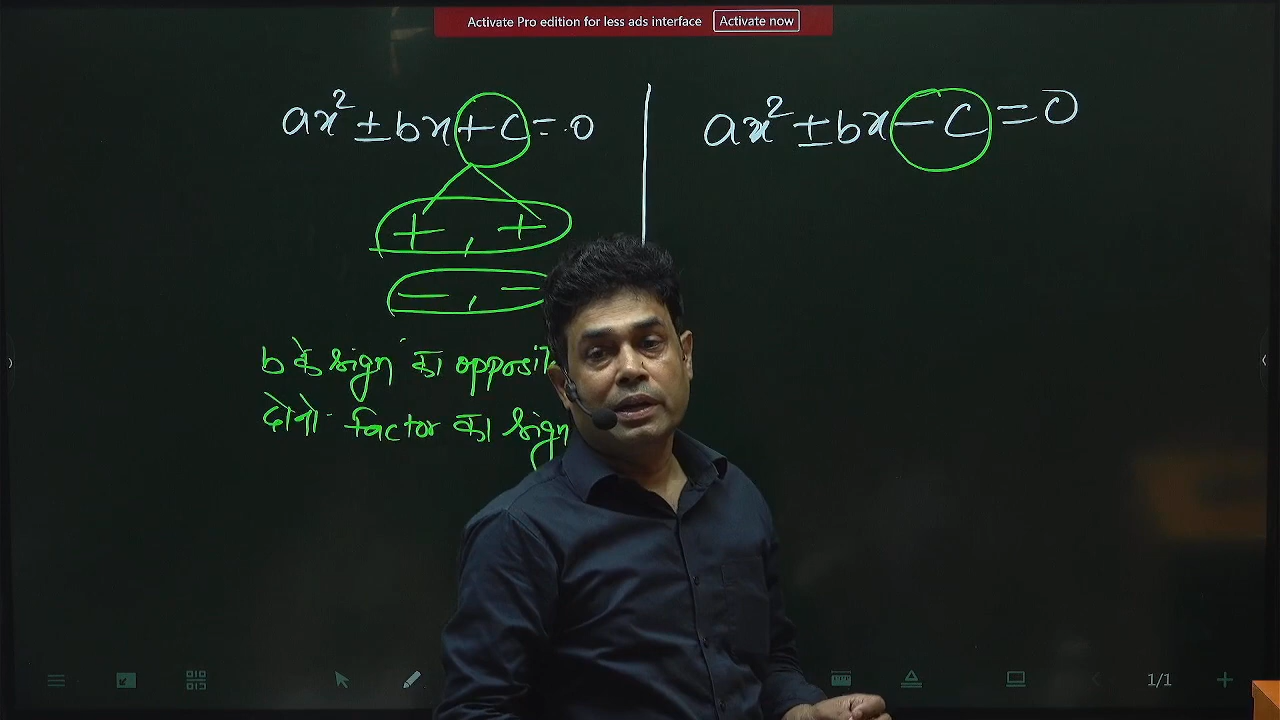 Activate Pro edition for less ads interface Activate now
ax² ± bx + c = 0
ax² ± bx - c = 0
+ , +
- , -
b के sign का
दोनो factor का sign
1/1